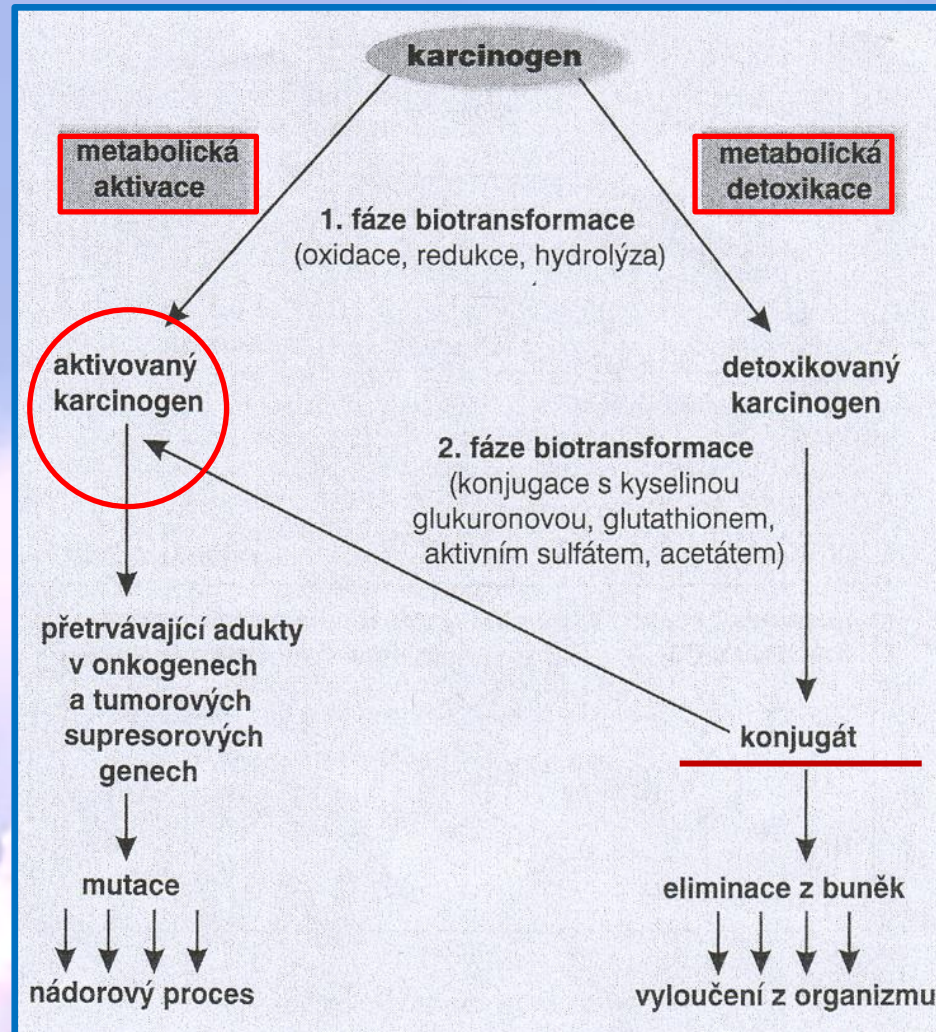 karcinogen
metabolická
aktivace
metabolická
detoxikace
1. fáze biotransformace
(oxidace, redukce, hydrolýza)
aktivovaný
karcinogen
detoxikovaný
karcinogen
2. fáze biotransformace
(konjugace s kyselinou
glukuronovou, glutathionem,
aktivním sulfátem, acetátem)
přetrvávající adukty
v onkogenech
a tumorových
supresorových
genech
konjugát
mutace
eliminace z buněk
nádorový proces
vyloučení z organizmu